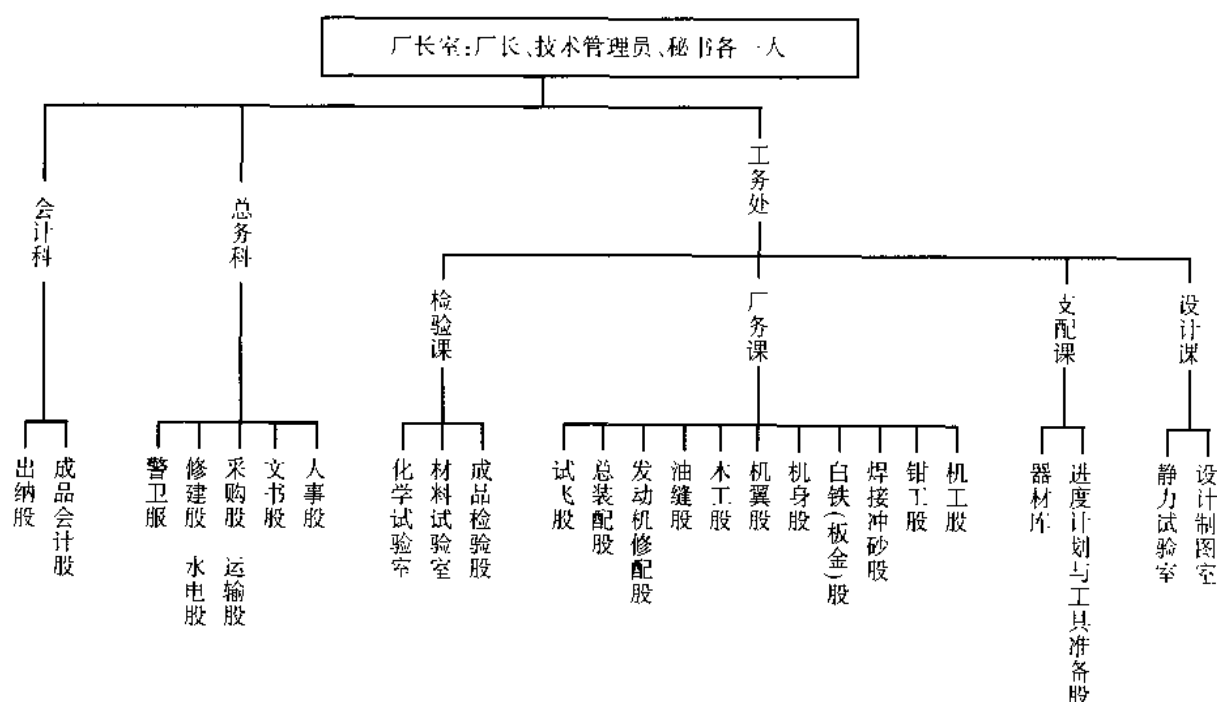 厂长室:厂长、技术管理员、秘书各一人
会计科
总务科
工务处
检验课
厂务课
支配课
设计课
出纳股
成品会计股
警卫股
修建股 水电股
采购股 运输股
文书股
人事股
化学试验室
材料试验室
成品检验股
试飞股
总装配股
发动机修配股
油缝股
木工股
机翼股
机身股
白铁(板金)股
焊接冲砂股
钳工股
机工股
器材库
进度计划与工具准备股
静力试验室
设计制图室